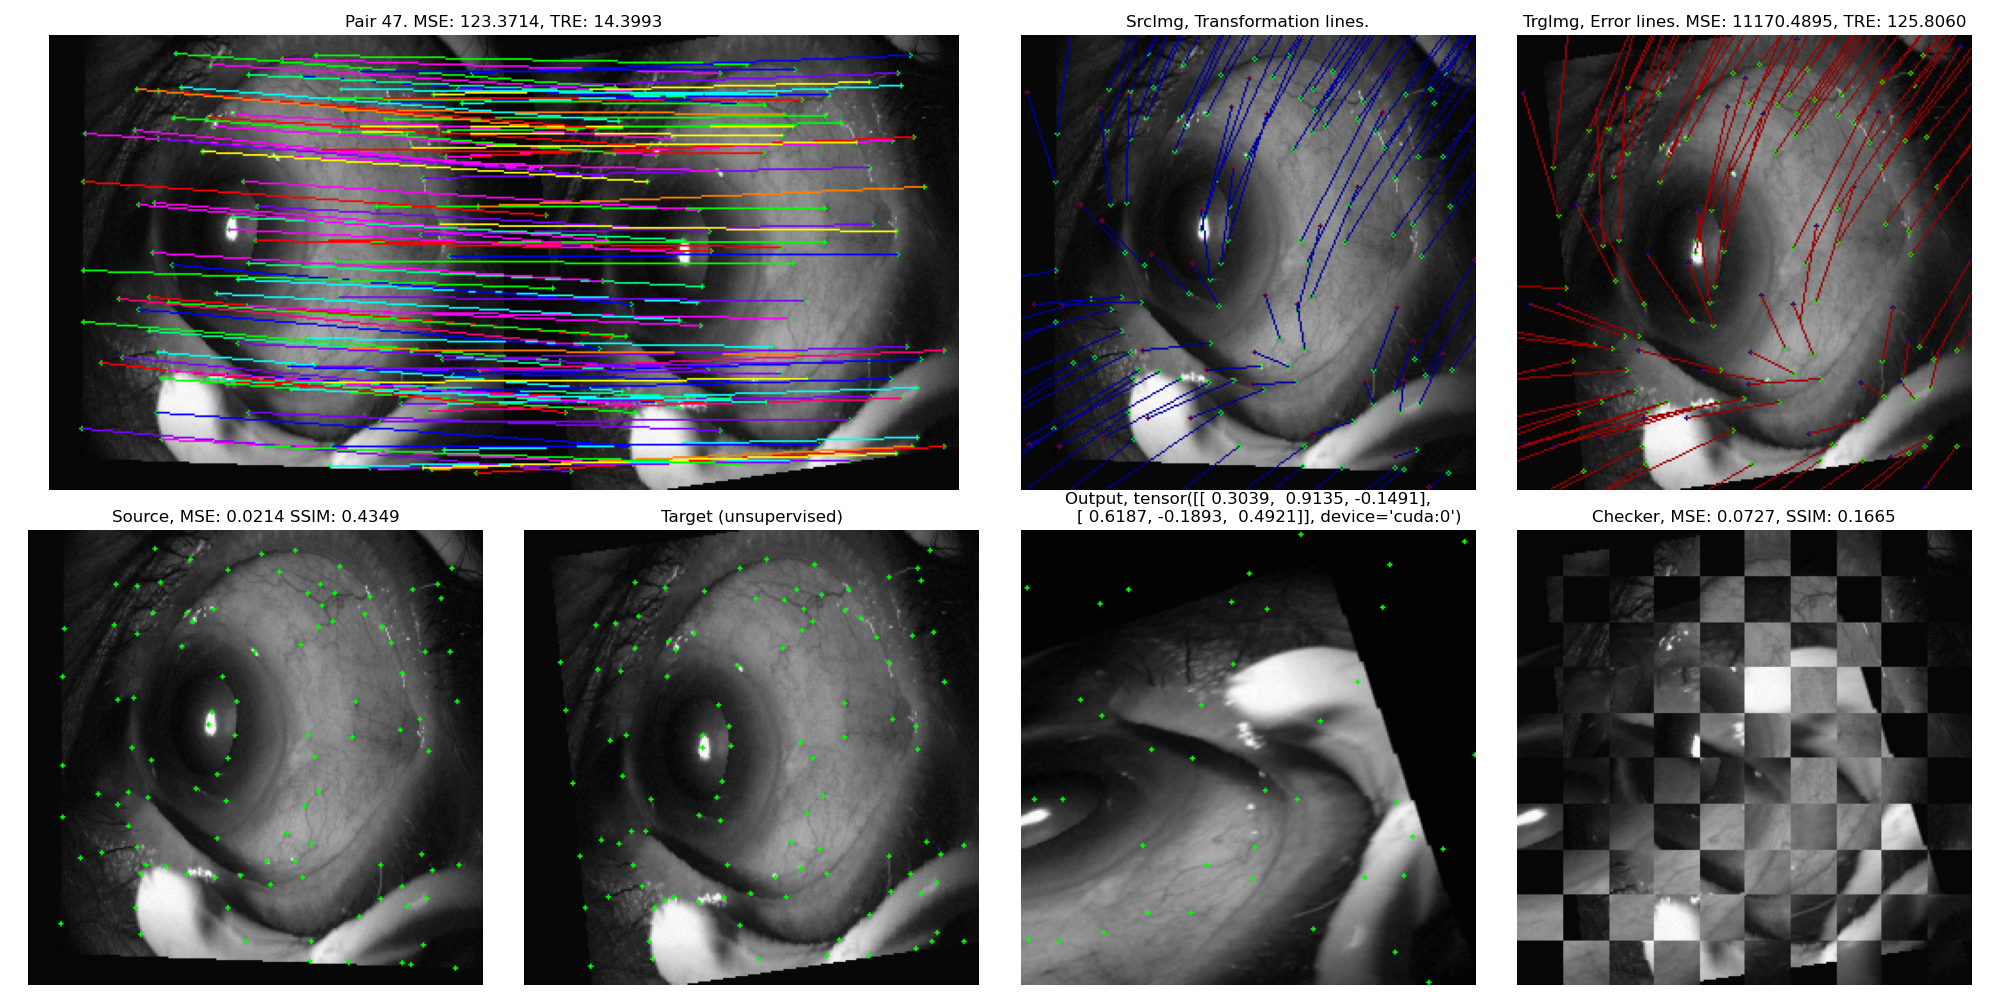 Pair 47. MSE: 123.3714, TRE: 14.3993
SrcImg, Transformation lines.
TrgImg, Error lines. MSE: 11170.4895, TRE: 125.8060
Source, MSE: 0.0214 SSIM: 0.4349
Target (unsupervised)
Output, tensor([[ 0.3039,  0.9135, -0.1491],
[ 0.6187, -0.1893,  0.4921]], device='cuda:0')
Checker, MSE: 0.0727, SSIM: 0.1665